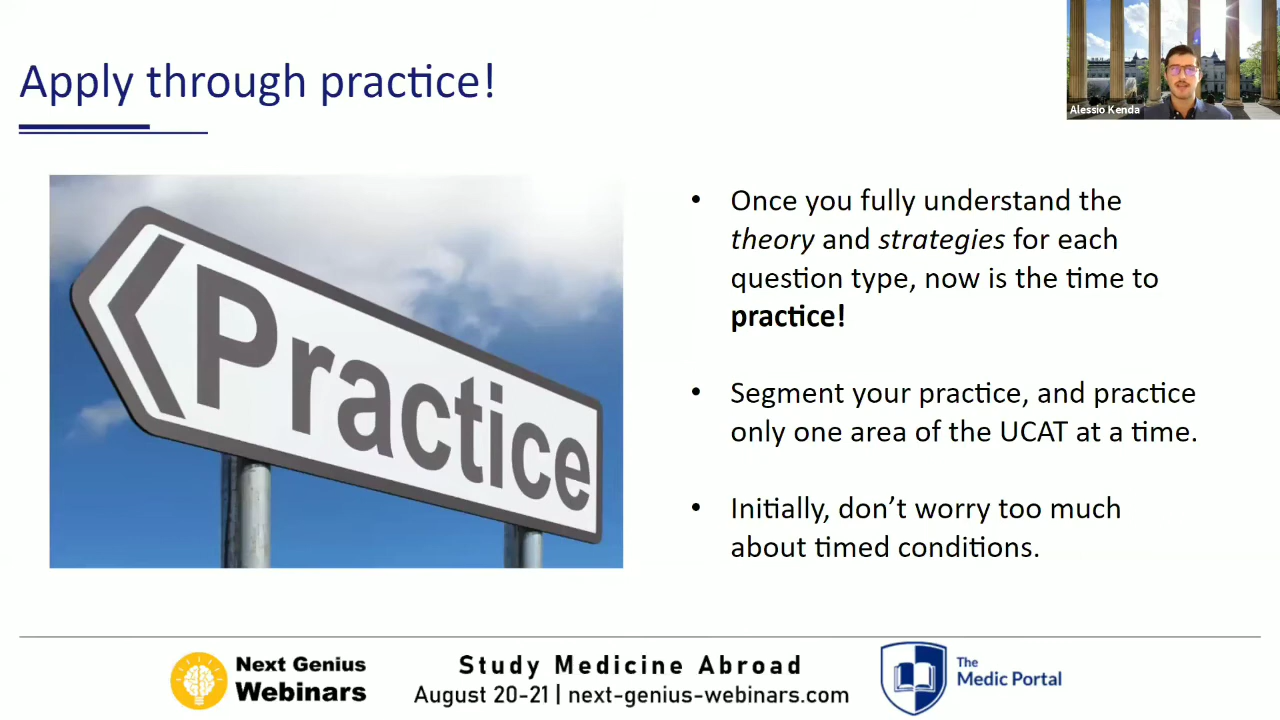 Apply through practice!
Alessio Kenda
Practice
• Once you fully understand the
theory and strategies for each
question type, now is the time to
practice!
• Segment your practice, and practice
only one area of the UCAT at a time.
• Initially, don’t worry too much
about timed conditions.
Next Genius
Webinars
Study Medicine Abroad
August 20-21 | next-genius-webinars.com
The
Medic Portal